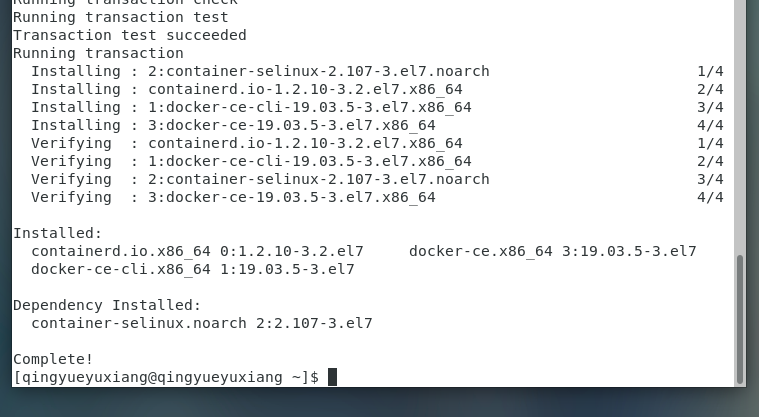 Running transaction check
Running transaction test
Transaction test succeeded
Running transaction
  Installing : 2:container-selinux-2.107-3.el7.noarch                       1/4
  Installing : containerd.io-1.2.10-3.2.el7.x86_64                          2/4
  Installing : 1:docker-ce-cli-19.03.5-3.el7.x86_64                         3/4
  Installing : 3:docker-ce-19.03.5-3.el7.x86_64                             4/4
  Verifying  : containerd.io-1.2.10-3.2.el7.x86_64                          1/4
  Verifying  : 1:docker-ce-cli-19.03.5-3.el7.x86_64                         2/4
  Verifying  : 2:container-selinux-2.107-3.el7.noarch                       3/4
  Verifying  : 3:docker-ce-19.03.5-3.el7.x86_64                             4/4
Installed:
  containerd.io.x86_64 0:1.2.10-3.2.el7     docker-ce.x86_64 3:19.03.5-3.el7
  docker-ce-cli.x86_64 1:19.03.5-3.el7
Dependency Installed:
  container-selinux.noarch 2:2.107-3.el7
Complete!
[qingyueyuxiang@qingyueyuxiang ~]$